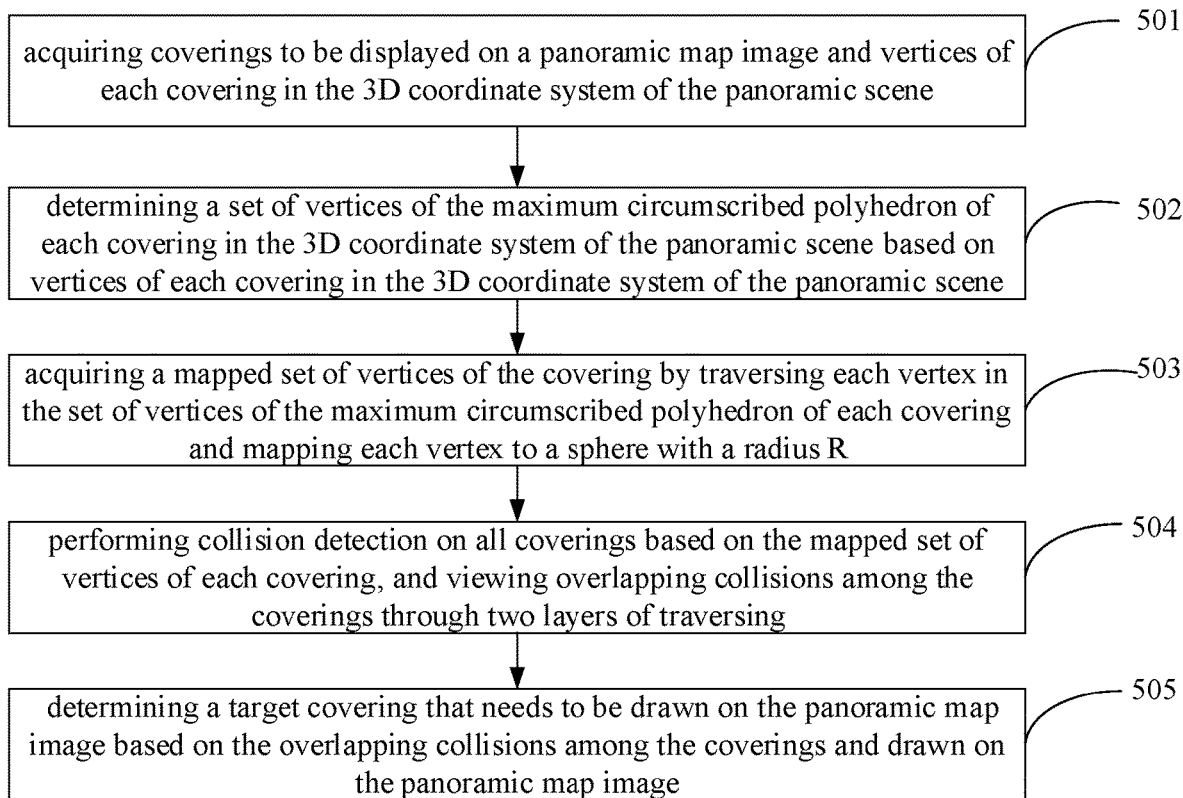 501
acquiring coverings to be displayed on a panoramic map image and vertices of
each covering in the 3D coordinate system of the panoramic scene
502
determining a set of vertices of the maximum circumscribed polyhedron of
each covering in the 3D coordinate system of the panoramic scene based on
vertices of each covering in the 3D coordinate system of the panoramic scene
503
acquiring a mapped set of vertices of the covering by traversing each vertex in
the set of vertices of the maximum circumscribed polyhedron of each covering
and mapping each vertex to a sphere with a radius R
504
performing collision detection on all coverings based on the mapped set of
vertices of each covering, and viewing overlapping collisions among the
coverings through two layers of traversing
505
determining a target covering that needs to be drawn on the panoramic map
image based on the overlapping collisions among the coverings and drawn on
the panoramic map image